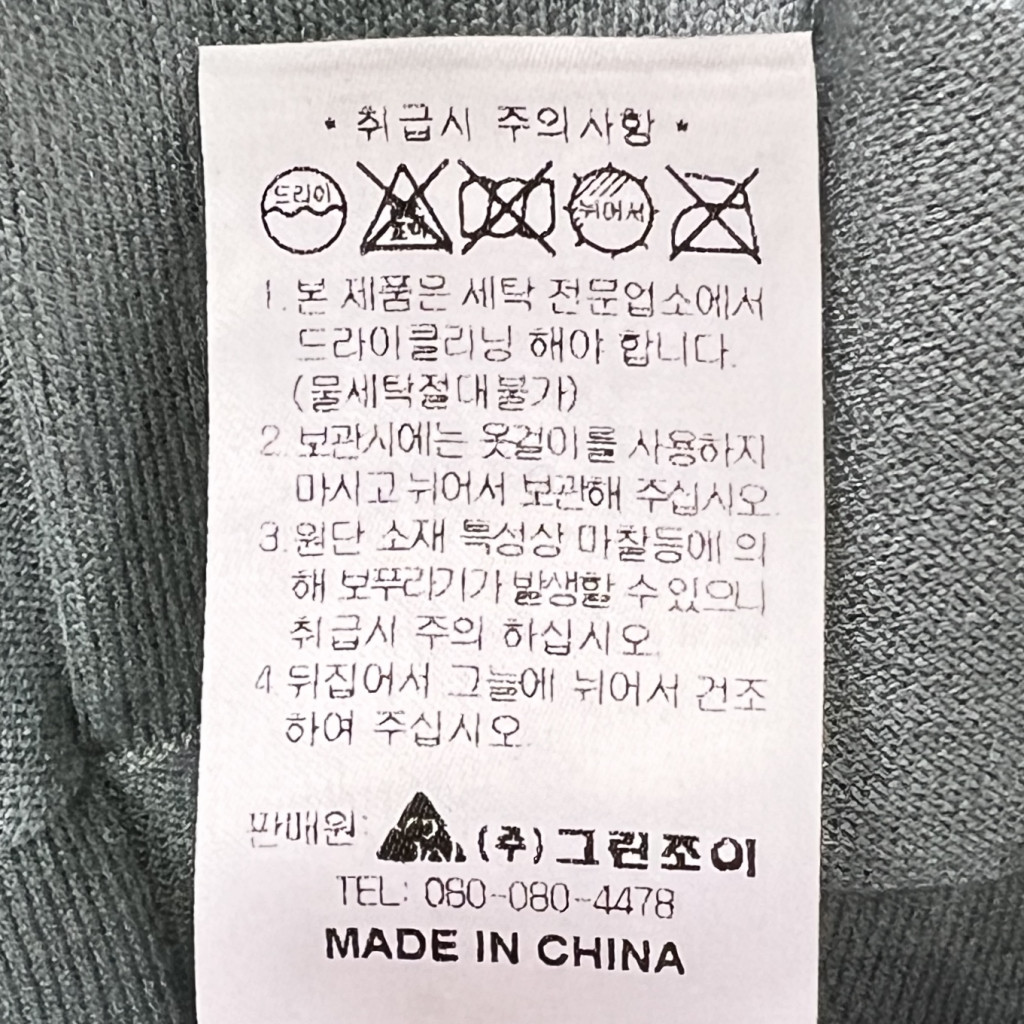 • 취급시 주의사항 •
드라이 표백 뉘어서
1. 본 제품은 세탁 전문업소에서
드라이클리닝 해야 합니다.
(물세탁절대불가)
2. 보관시에는 옷걸이를 사용하지
마시고 뉘어서 보관해 주십시오.
3. 원단 소재 특성상 마찰등에 의
해 보푸라기가 발생할 수 있으니
취급시 주의 하십시오.
4. 뒤집어서 그늘에 뉘어서 건조
하여 주십시오.
판매원: (주)그린조이
TEL: 080-080-4478
MADE IN CHINA